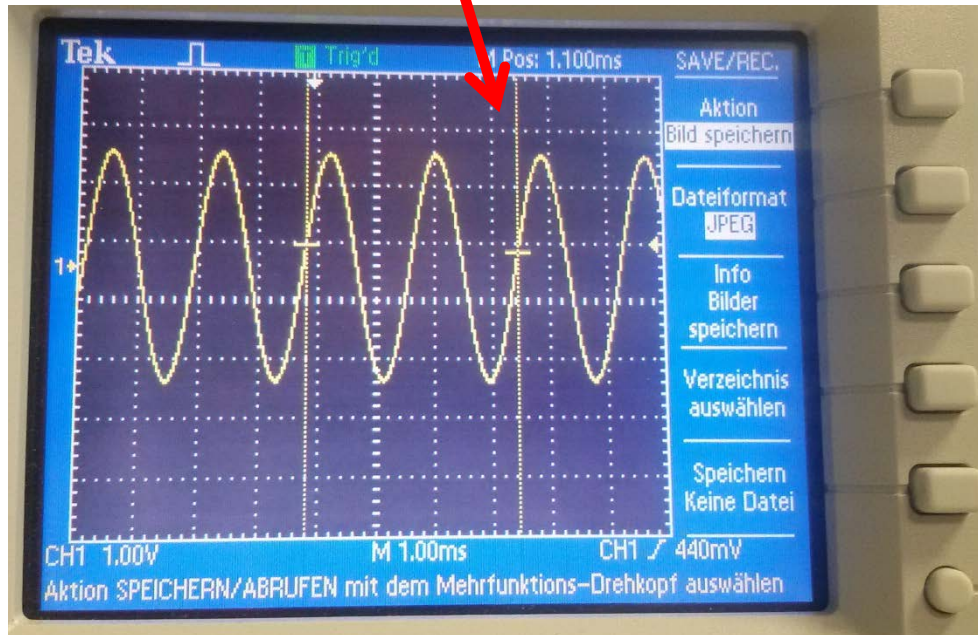 Tek T Trig'd M Pos: 1.100ms SAVE/REC.
Aktion
Bild speichern
Dateiformat
JPEG
Info
Bilder
speichern
Verzeichnis
auswählen
Speichern
Keine Datei
1
CH1 1.00V M 1.00ms CH1 440mV
Aktion SPEICHERN/ABRUFEN mit dem Mehrfunktions-Drehkopf auswählen